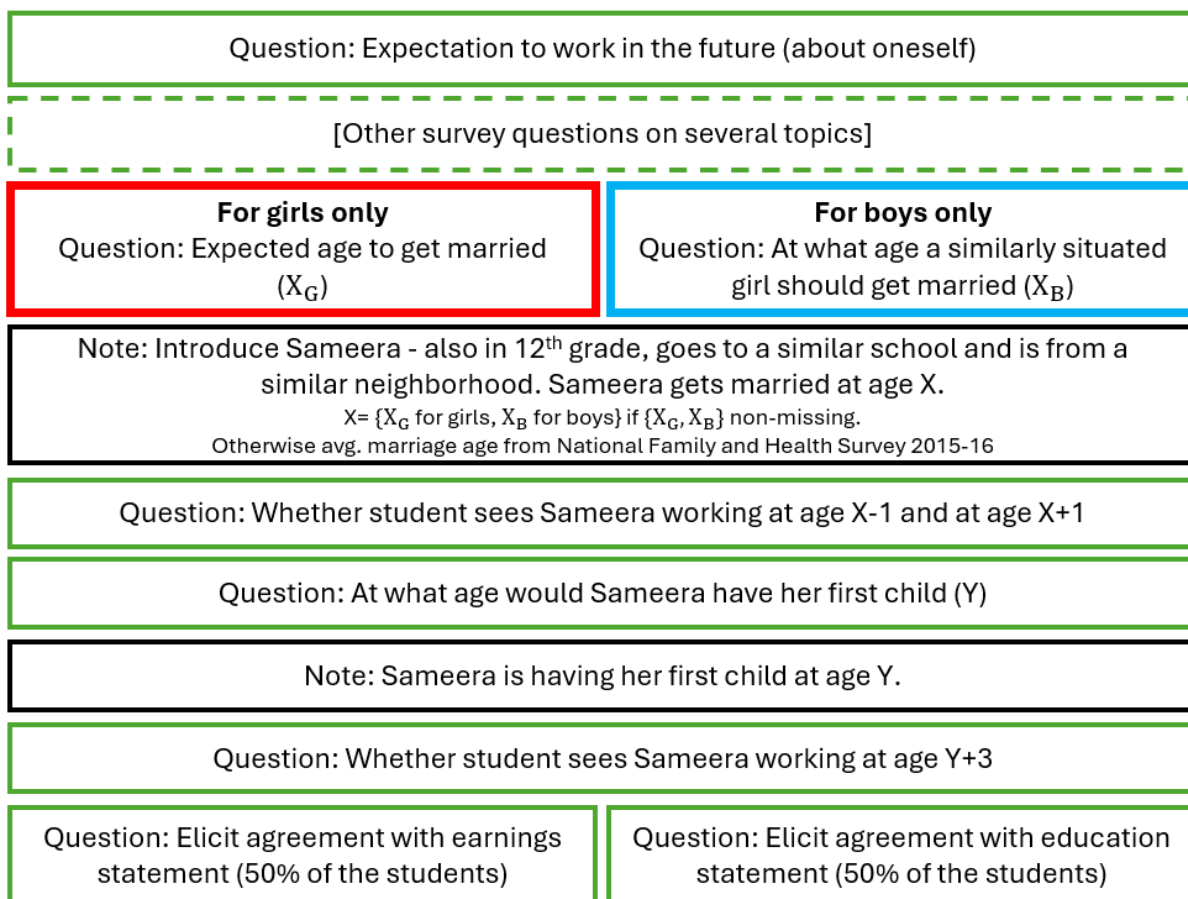 Question: Expectation to work in the future (about oneself)
[Other survey questions on several topics]
For girls only
Question: Expected age to get married
(X_G)
For boys only
Question: At what age a similarly situated
girl should get married (X_B)
Note: Introduce Sameera - also in 12th grade, goes to a similar school and is from a
similar neighborhood. Sameera gets married at age X.
X= {X_G for girls, X_B for boys} if {X_G, X_B} non-missing.
Otherwise avg. marriage age from National Family and Health Survey 2015-16
Question: Whether student sees Sameera working at age X-1 and at age X+1
Question: At what age would Sameera have her first child (Y)
Note: Sameera is having her first child at age Y.
Question: Whether student sees Sameera working at age Y+3
Question: Elicit agreement with earnings
statement (50% of the students)
Question: Elicit agreement with education
statement (50% of the students)